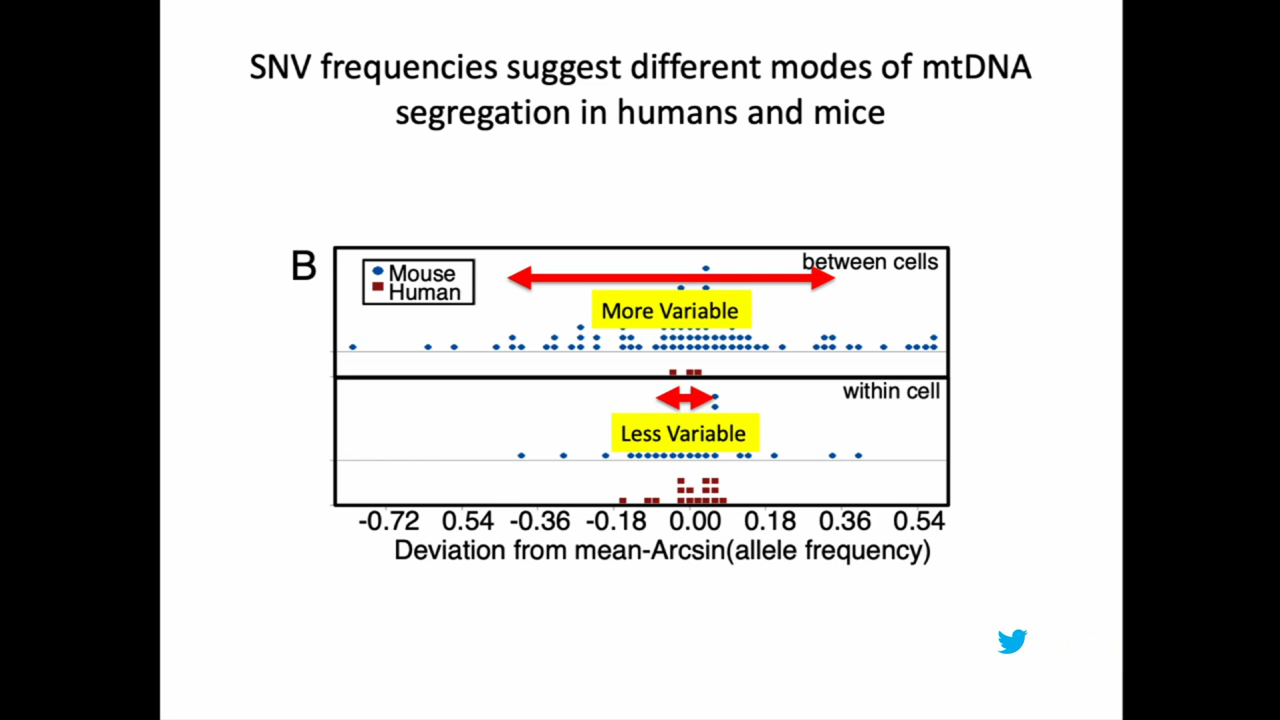 SNV frequencies suggest different modes of mtDNA
segregation in humans and mice
B
Mouse
Human
between cells
More Variable
within cell
Less Variable
-0.72 0.54 -0.36 -0.18 0.00 0.18 0.36 0.54
Deviation from mean-Arcsin(allele frequency)